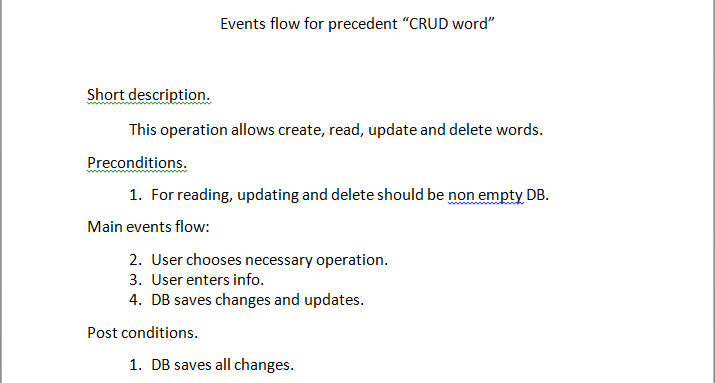 Events flow for precedent “CRUD word”
Short description.
This operation allows create, read, update and delete words.
Preconditions.
1. For reading, updating and delete should be non empty DB.
Main events flow:
2. User chooses necessary operation.
3. User enters info.
4. DB saves changes and updates.
Post conditions.
1. DB saves all changes.